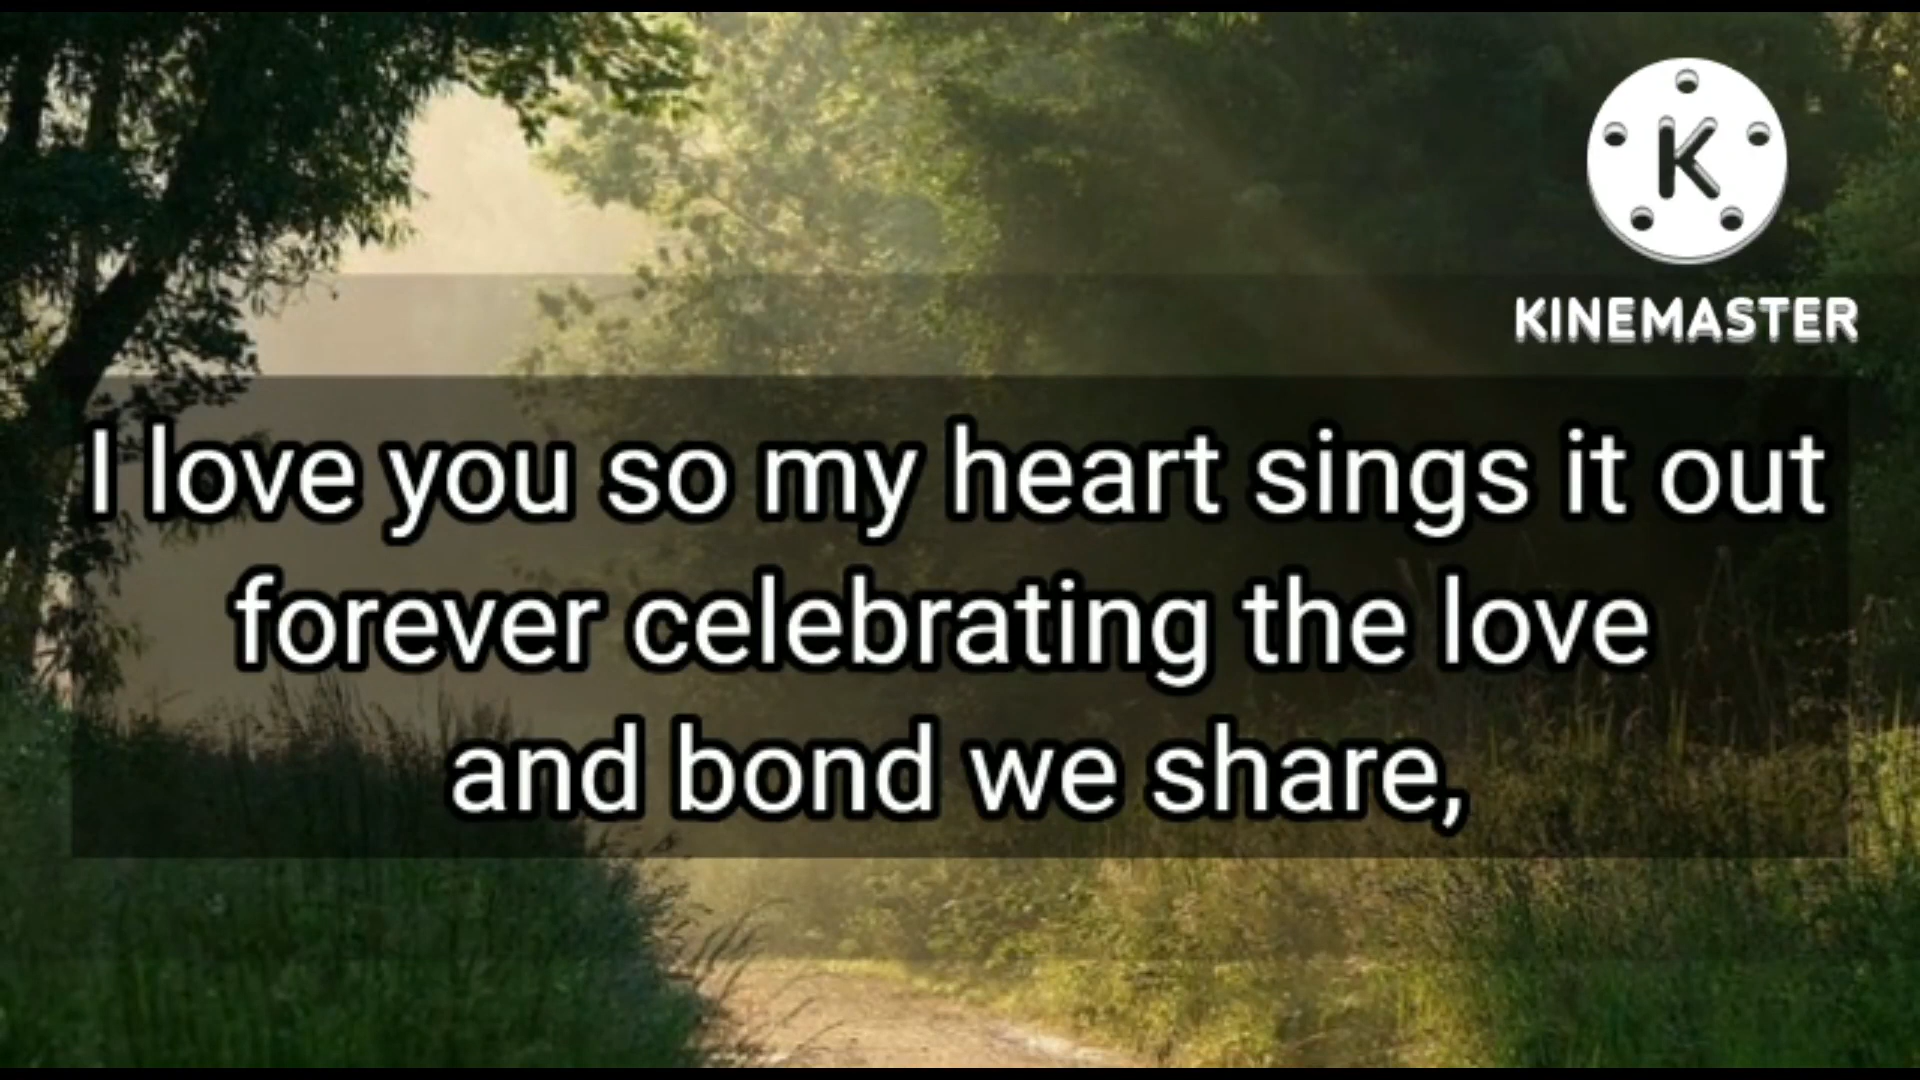 K
KINEMASTER
I love you so my heart sings it out
forever celebrating the love
and bond we share,